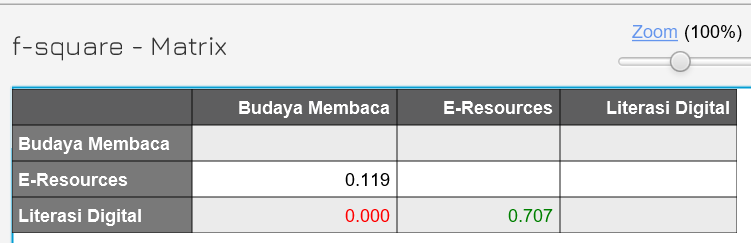 Zoom (100%)
f-square - Matrix
Budaya Membaca E-Resources Literasi Digital
Budaya Membaca
E-Resources 0.119
Literasi Digital 0.000 0.707